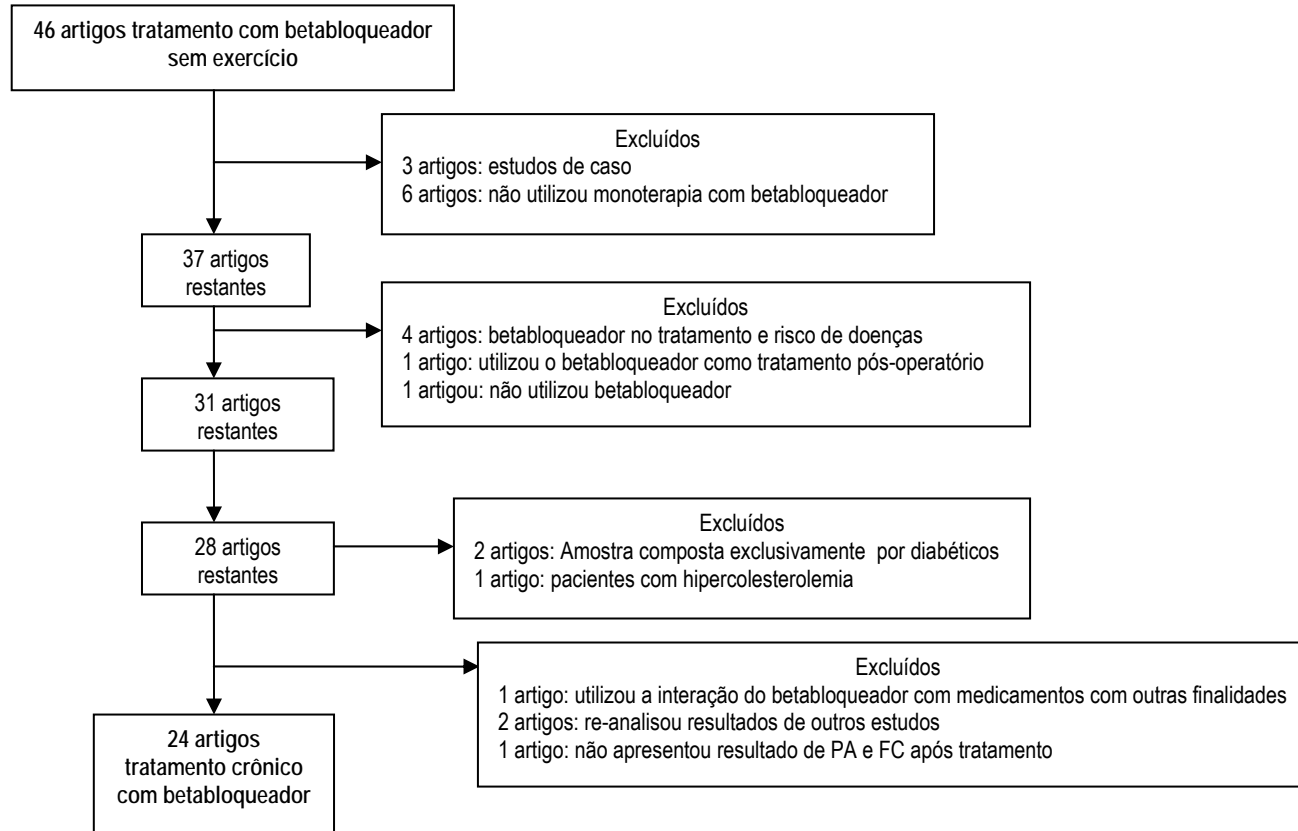 46 artigos tratamento com betabloqueador
sem exercício
Excluídos
3 artigos: estudos de caso
6 artigos: não utilizou monoterapia com betabloqueador
37 artigos
restantes
Excluídos
4 artigos: betabloqueador no tratamento e risco de doenças
1 artigo: utilizou o betabloqueador como tratamento pós-operatório
1 artigou: não utilizou betabloqueador
31 artigos
restantes
28 artigos
restantes
Excluídos
2 artigos: Amostra composta exclusivamente por diabéticos
1 artigo: pacientes com hipercolesterolemia
Excluídos
1 artigo: utilizou a interação do betabloqueador com medicamentos com outras finalidades
2 artigos: re-analisou resultados de outros estudos
1 artigo: não apresentou resultado de PA e FC após tratamento
24 artigos
tratamento crônico
com betabloqueador